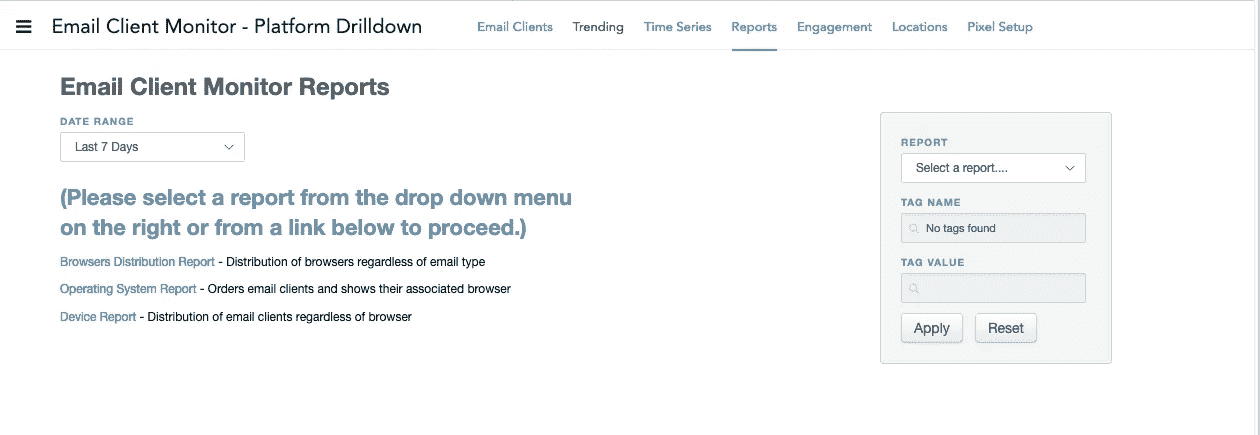 Email Client Monitor - Platform Drilldown
Email Clients
Trending
Time Series
Reports
Engagement
Locations
Pixel Setup
Email Client Monitor Reports
DATE RANGE
Last 7 Days
(Please select a report from the drop down menu
on the right or from a link below to proceed.)
Browsers Distribution Report - Distribution of browsers regardless of email type
Operating System Report - Orders email clients and shows their associated browser
Device Report - Distribution of email clients regardless of browser
REPORT
Select a report....
TAG NAME
No tags found
TAG VALUE
Apply
Reset